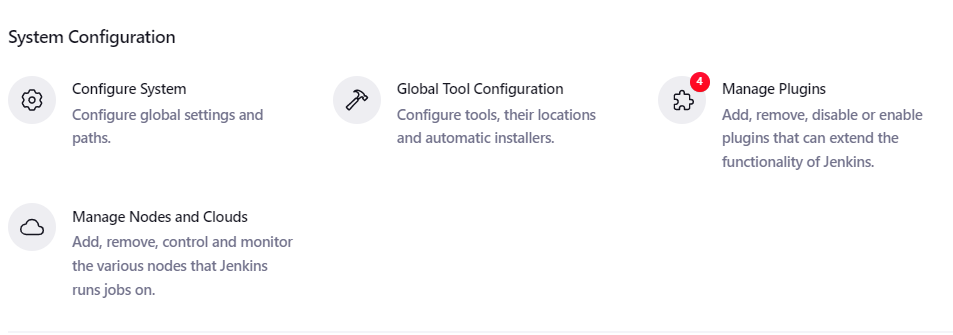 System Configuration
Configure System
Configure global settings and
paths.
Global Tool Configuration
Configure tools, their locations
and automatic installers.
4
Manage Plugins
Add, remove, disable or enable
plugins that can extend the
functionality of Jenkins.
Manage Nodes and Clouds
Add, remove, control and monitor
the various nodes that Jenkins
runs jobs on.